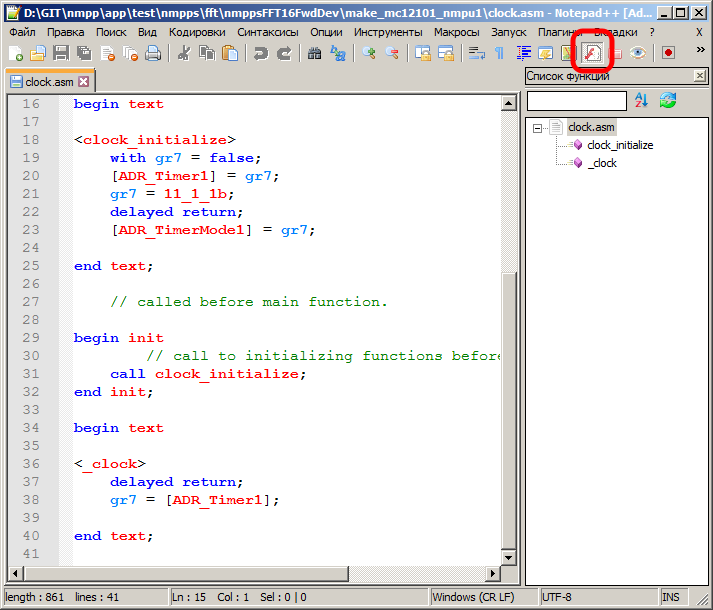 D:\GIT\nmpp\app\test\nmpps\fft\nmppsFFT16FwdDev\make_mc12101_nmpu1\clock.asm - Notepad++ [Ad...
Файл Правка Поиск Вид Кодировки Синтаксисы Опции Инструменты Макросы Запуск Плагины Вкладки ? X
clock.asm
Список функций
16 begin text
17
18 <clock_initialize>
19 with gr7 = false;
20 [ADR_Timer1] = gr7;
21 gr7 = 11_1_1b;
22 delayed return;
23 [ADR_TimerMode1] = gr7;
24
25 end text;
26
27 // called before main function.
28
29 begin init
30 // call to initializing functions before
31 call clock_initialize;
32 end init;
33
34 begin text
35
36 <_clock>
37 delayed return;
38 gr7 = [ADR_Timer1];
39
40 end text;
41
clock.asm
clock_initialize
_clock
length : 861 lines : 41 Ln : 15 Col : 1 Sel : 0 | 0 Windows (CR LF) UTF-8 INS